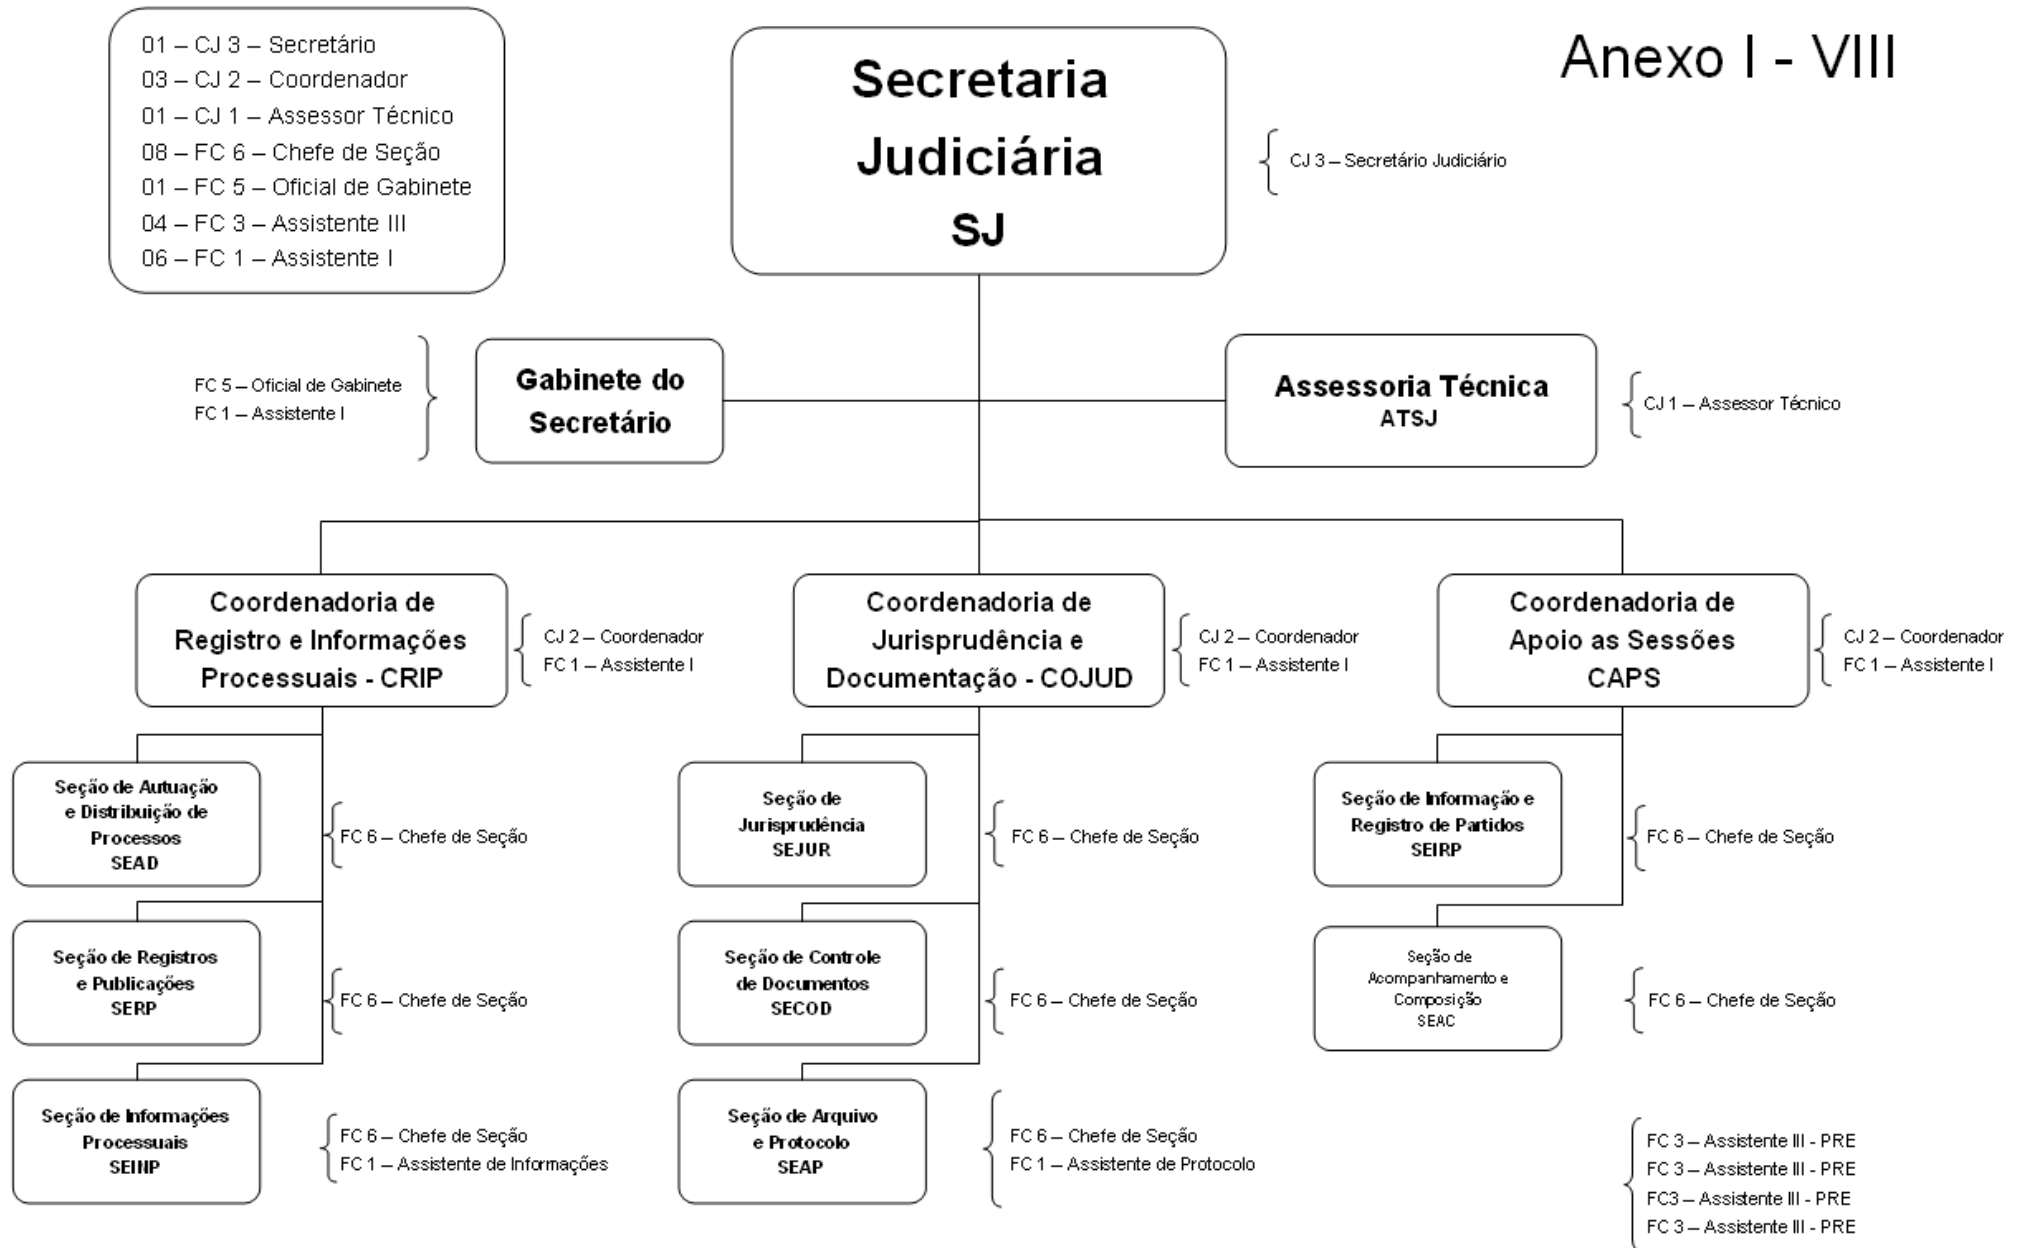 01 – CJ 3 – Secretário
03 – CJ 2 – Coordenador
01 – CJ 1 – Assessor Técnico
08 – FC 6 – Chefe de Seção
01 – FC 5 – Oficial de Gabinete
04 – FC 3 – Assistente III
06 – FC 1 – Assistente I
Secretaria
Judiciária
SJ
Anexo I - VIII
CJ 3 – Secretário Judiciário
FC 5 – Oficial de Gabinete
FC 1 – Assistente I
Gabinete do
Secretário
Assessoria Técnica
ATSJ
CJ 1 – Assessor Técnico
Coordenadoria de
Registro e Informações
Processuais - CRIP
CJ 2 – Coordenador
FC 1 – Assistente I
Coordenadoria de
Jurisprudência e
Documentação - COJUD
CJ 2 – Coordenador
FC 1 – Assistente I
Coordenadoria de
Apoio as Sessões
CAPS
CJ 2 – Coordenador
FC 1 – Assistente I
Seção de Autuação
e Distribuição de
Processos
SEAD
FC 6 – Chefe de Seção
Seção de
Jurisprudência
SEJUR
FC 6 – Chefe de Seção
Seção de Informação e
Registro de Partidos
SEIRP
FC 6 – Chefe de Seção
Seção de Registros
e Publicações
SERP
FC 6 – Chefe de Seção
Seção de Controle
de Documentos
SECOD
FC 6 – Chefe de Seção
Seção de
Acompanhamento e
Composição
SEAC
FC 6 – Chefe de Seção
Seção de Informações
Processuais
SEINP
FC 6 – Chefe de Seção
FC 1 – Assistente de Informações
Seção de Arquivo
e Protocolo
SEAP
FC 6 – Chefe de Seção
FC 1 – Assistente de Protocolo
FC 3 – Assistente III - PRE
FC 3 – Assistente III - PRE
FC3 – Assistente III - PRE
FC 3 – Assistente III - PRE